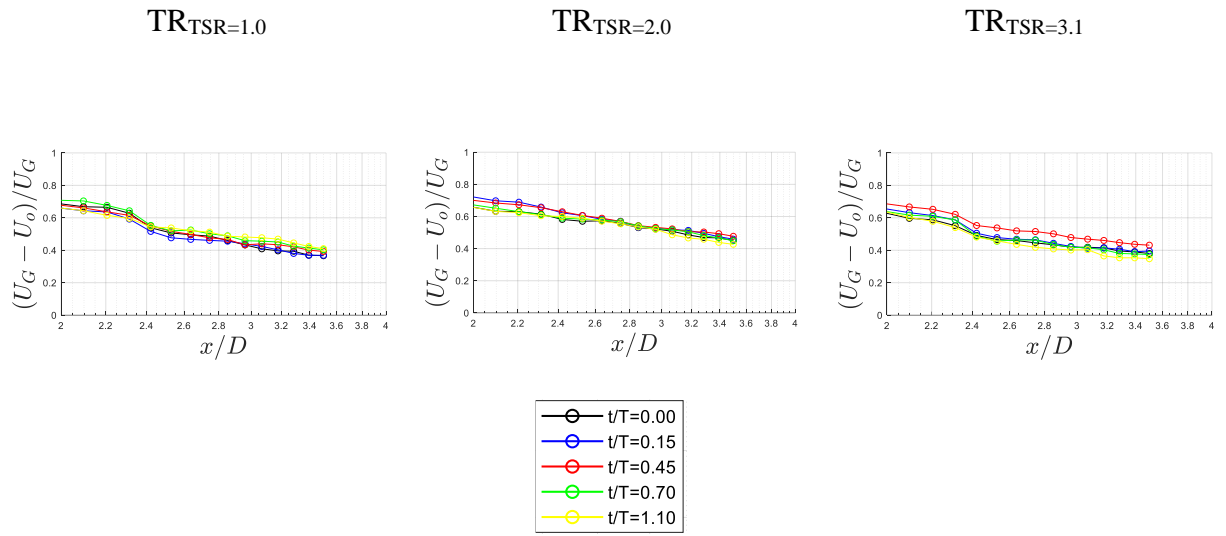 TR_TSR=1.0 TR_TSR=2.0 TR_TSR=3.1
1 0.8 0.6 0.4 0.2 0
(U_G − U_o)/U_G
2 2.2 2.4 2.6 2.8 3 3.2 3.4 3.6 3.8 4
x/D
1 0.8 0.6 0.4 0.2 0
(U_G − U_o)/U_G
2 2.2 2.4 2.6 2.8 3 3.2 3.4 3.6 3.8 4
x/D
1 0.8 0.6 0.4 0.2 0
(U_G − U_o)/U_G
2 2.2 2.4 2.6 2.8 3 3.2 3.4 3.6 3.8 4
x/D
t/T=0.00
t/T=0.15
t/T=0.45
t/T=0.70
t/T=1.10